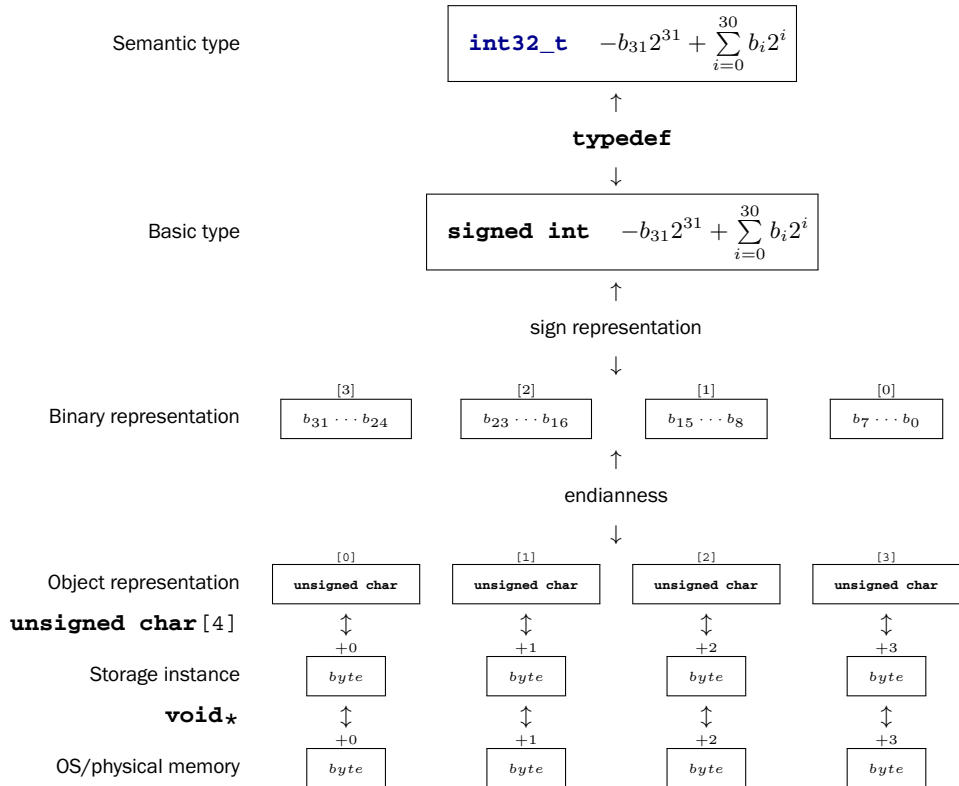 Semantic type int32_t −b₃₁2³¹ + ∑_{i=0}^{30} bᵢ2ⁱ
↑
typedef
↓
Basic type signed int −b₃₁2³¹ + ∑_{i=0}^{30} bᵢ2ⁱ
↑
sign representation
↓
[3] [2] [1] [0]
Binary representation b₃₁ ⋯ b₂₄ b₂₃ ⋯ b₁₆ b₁₅ ⋯ b₈ b₇ ⋯ b₀
↑
endianness
↓
[0] [1] [2] [3]
Object representation unsigned char unsigned char unsigned char unsigned char
unsigned char[4] ↕ ↕ ↕ ↕
+0 +1 +2 +3
Storage instance byte byte byte byte
void* ↕ ↕ ↕ ↕
+0 +1 +2 +3
OS/physical memory byte byte byte byte